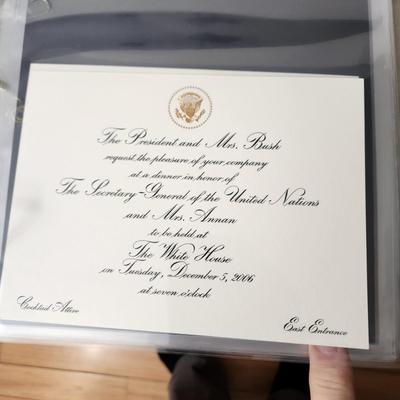 The President and Mrs. Bush
request the pleasure of your company
at a dinner in honor of
The Secretary-General of the United Nations
and Mrs. Annan
to be held at
The White House
on Tuesday, December 5, 2006
at seven o'clock
Cocktail Attire
East Entrance